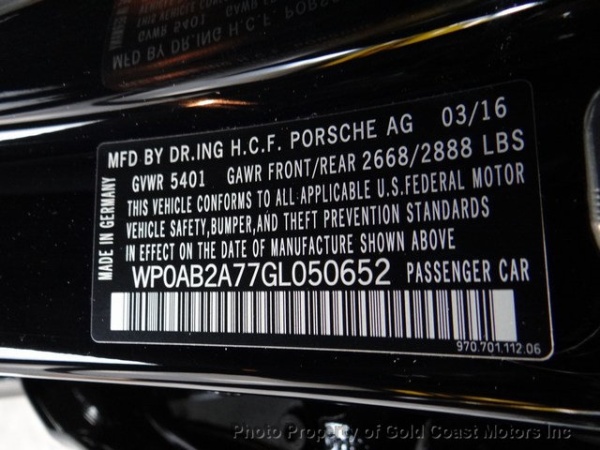 MFD BY DR.ING H.C.F. PORSCHE AG 03/16
GVWR 5401 GAWR FRONT/REAR 2668/2888 LBS
THIS VEHICLE CONFORMS TO ALL APPLICABLE U.S.FEDERAL MOTOR
VEHICLE SAFETY,BUMPER,AND THEFT PREVENTION STANDARDS
IN EFFECT ON THE DATE OF MANUFACTURE SHOWN ABOVE
WP0AB2A77GL050652 PASSENGER CAR
MADE IN GERMANY
970.701.112.06
Photo Property of Gold Coast Motors Inc